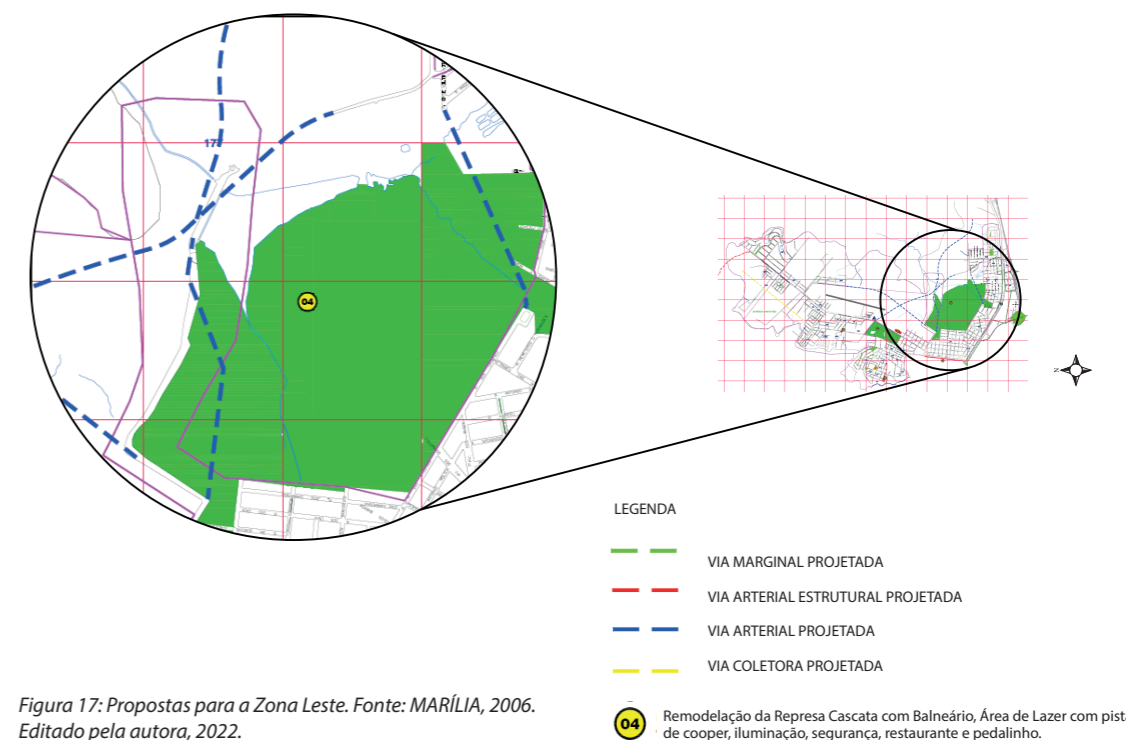 17
04
N
LEGENDA
VIA MARGINAL PROJETADA
VIA ARTERIAL ESTRUTURAL PROJETADA
VIA ARTERIAL PROJETADA
VIA COLETORA PROJETADA
04 Remodelação da Represa Cascata com Balneário, Área de Lazer com pist
de cooper, iluminação, segurança, restaurante e pedalinho.
Figura 17: Propostas para a Zona Leste. Fonte: MARÍLIA, 2006.
Editado pela autora, 2022.